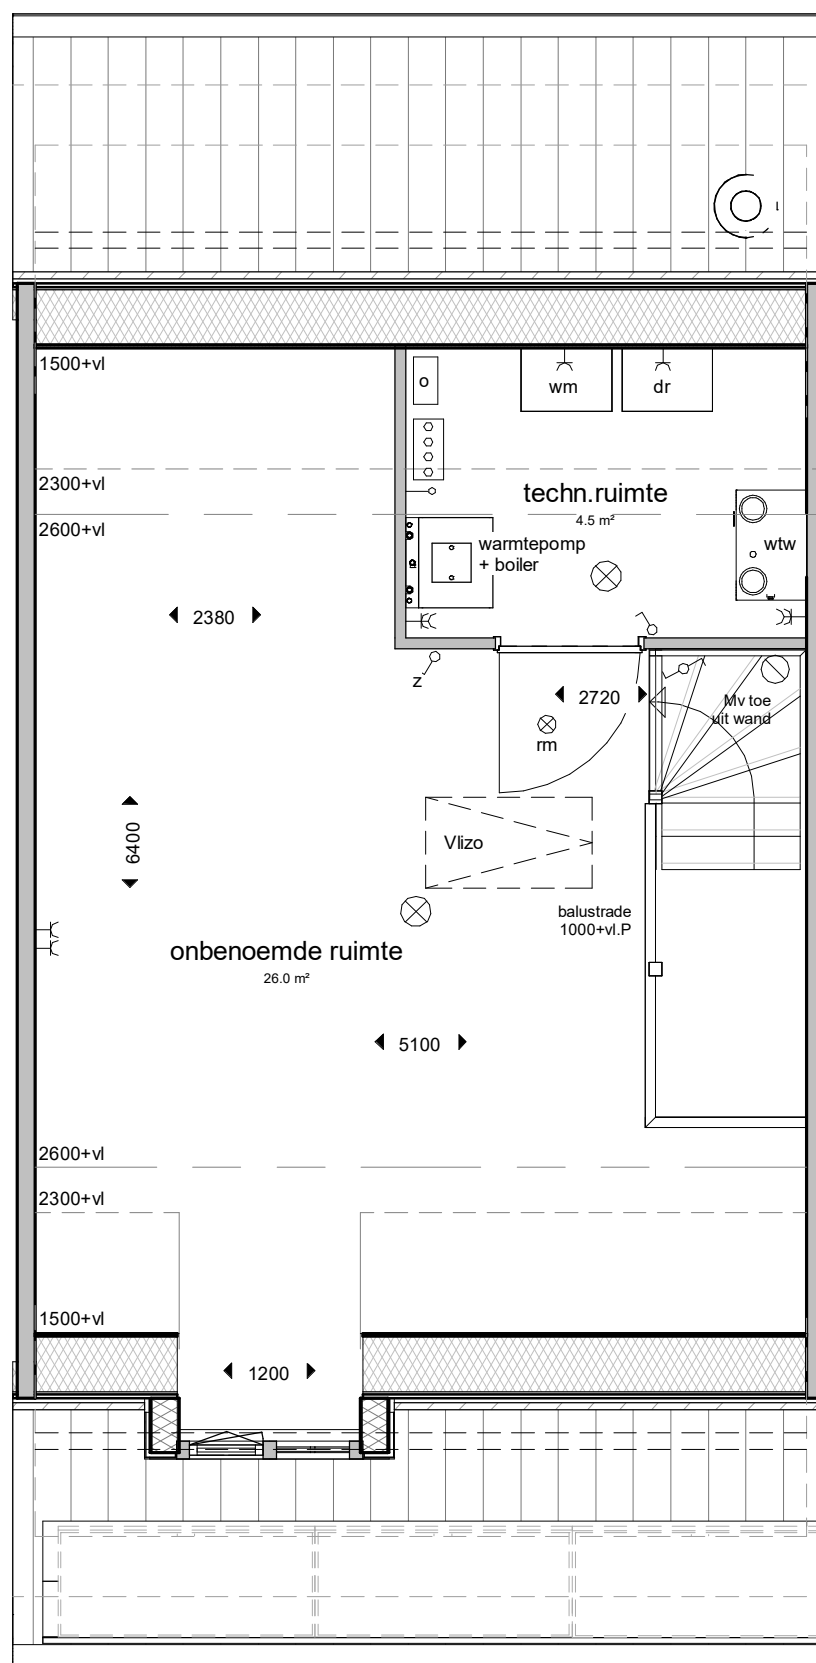 1500+vl
o
wm
dr
2300+vl
techn.ruimte
4.5 m²
2600+vl
warmtepomp
+ boiler
wtw
2380
z
2720
Mv toe
uit wand
rm
6400
Vlizo
balustrade
1000+vl.P
onbenoemde ruimte
26.0 m²
5100
2600+vl
2300+vl
1500+vl
1200